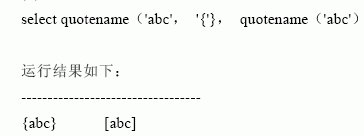 select quotename（'abc'， '{'}， quotename（'abc'）
运行结果如下：
----------------------------------
{abc} [abc]